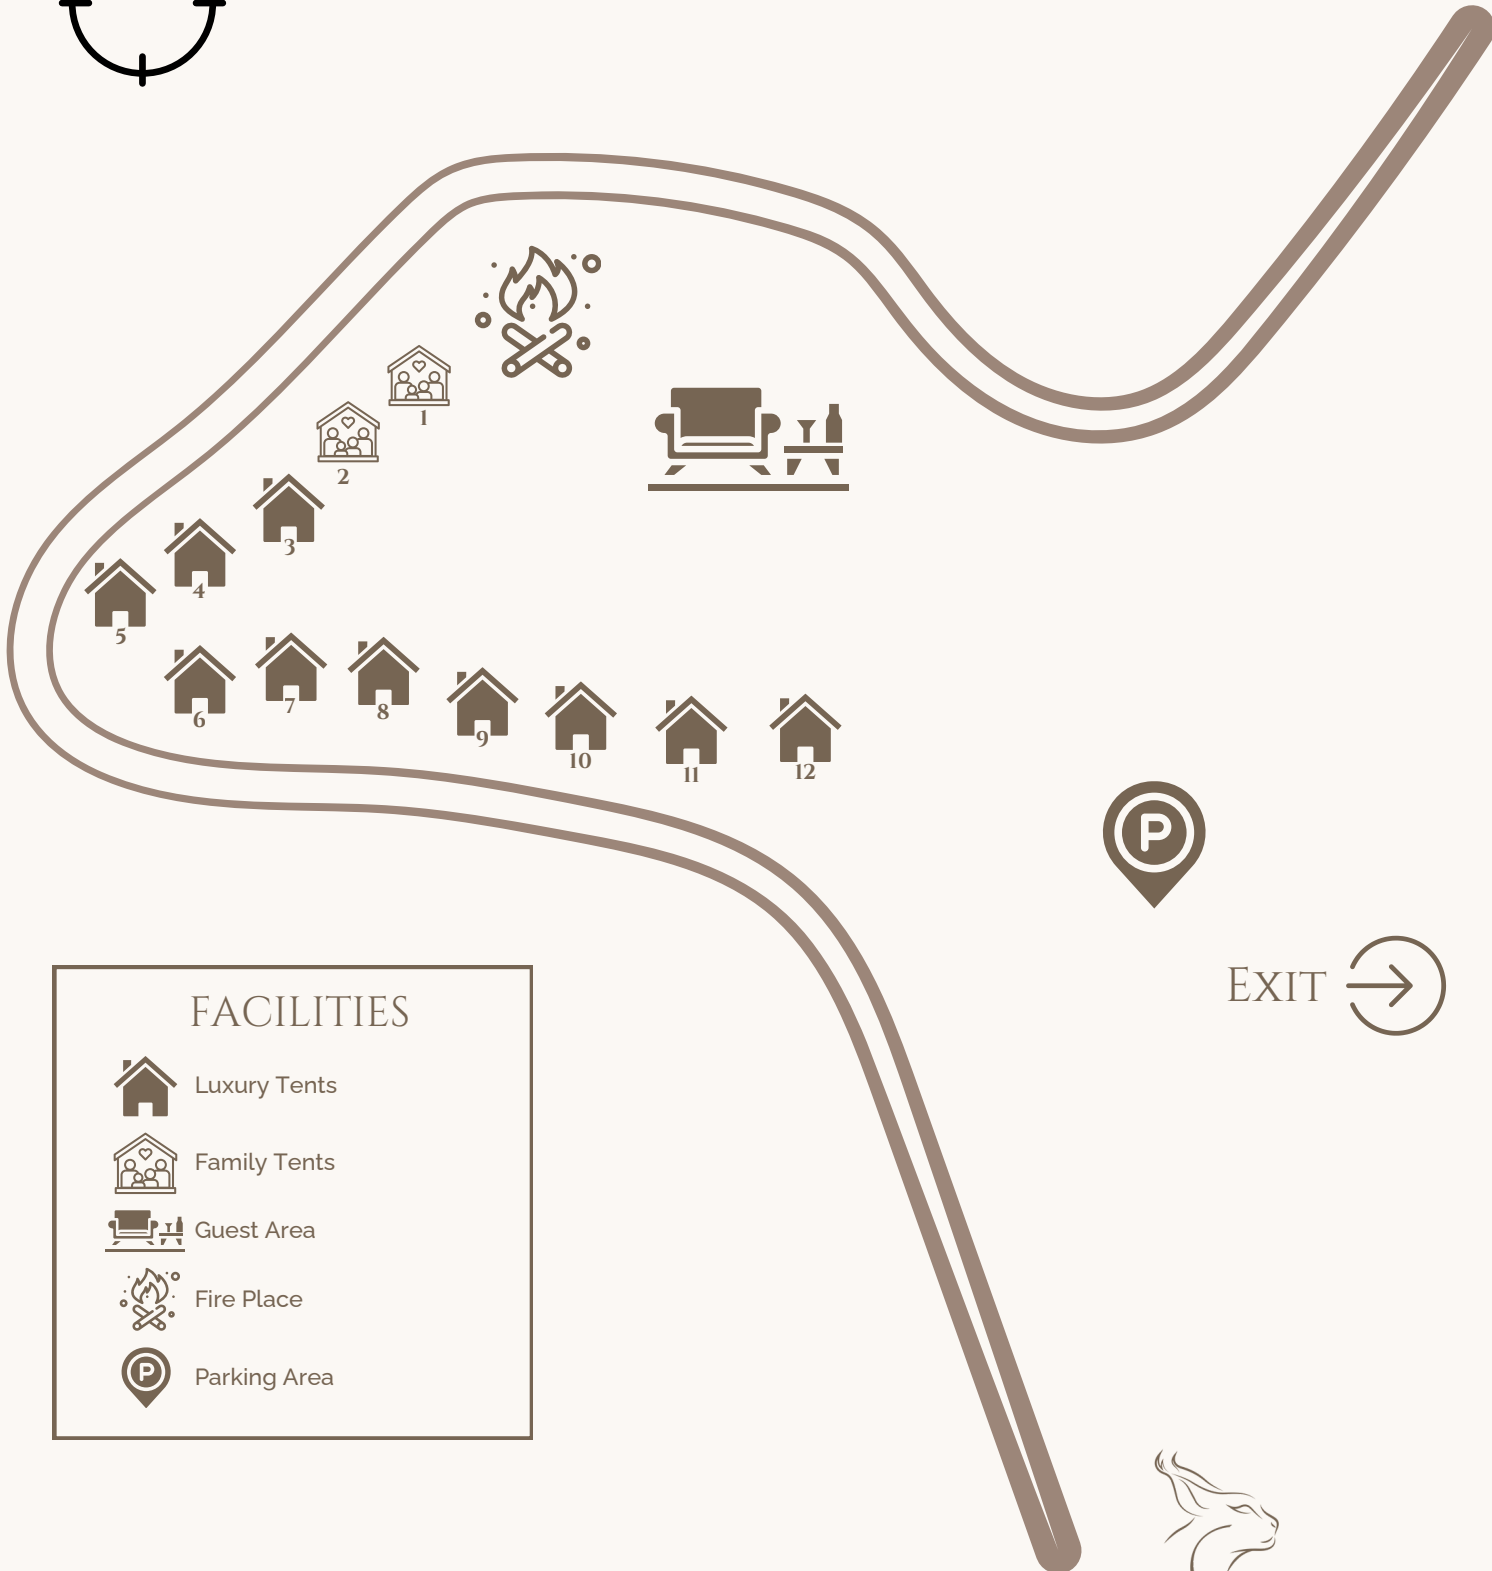 1
2
3
4
5
6
7
8
9
10
11
12
P
EXIT
FACILITIES
Luxury Tents
Family Tents
Guest Area
Fire Place
P Parking Area